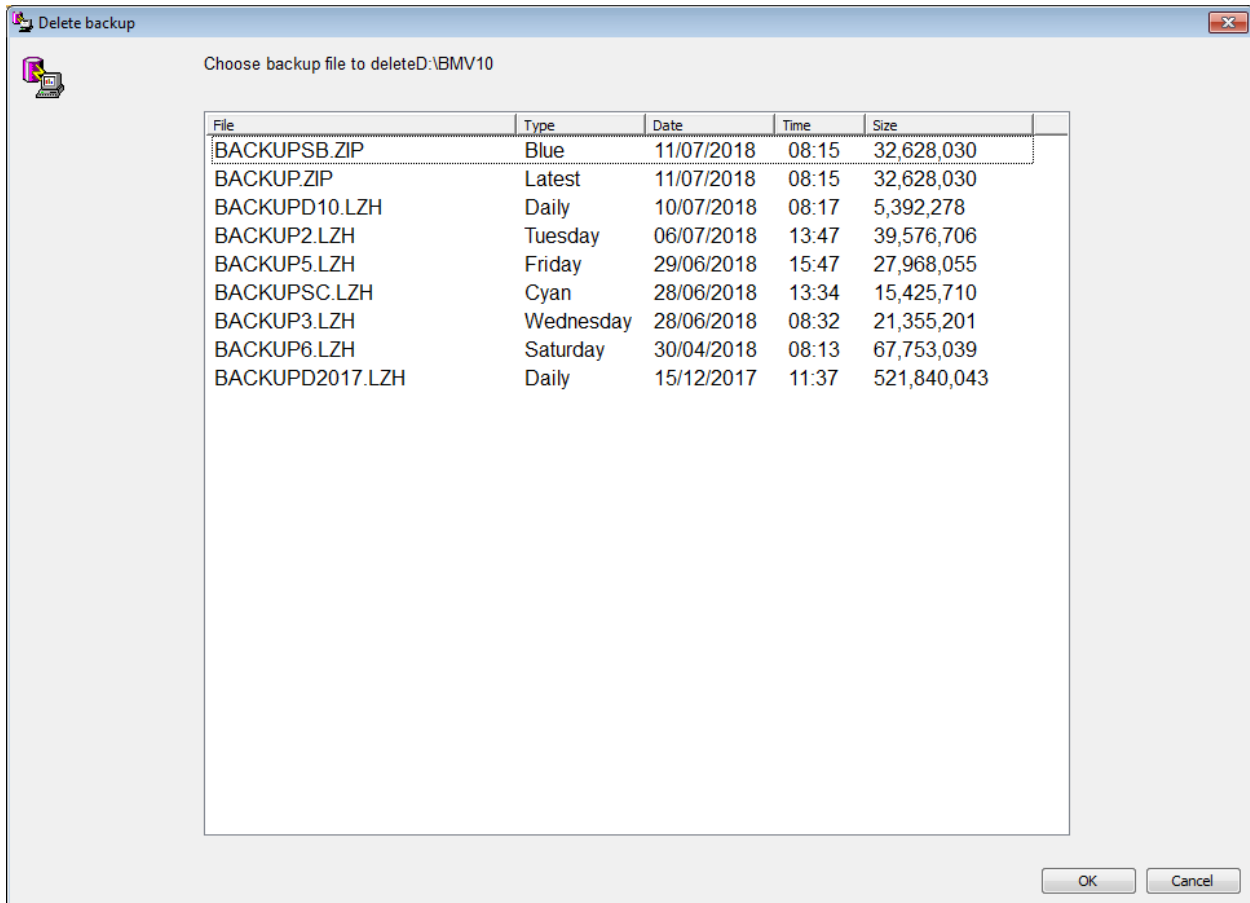 Delete backup
Choose backup file to deleteD:\BMV10
File Type Date Time Size
BACKUPSB.ZIP Blue 11/07/2018 08:15 32,628,030
BACKUP.ZIP Latest 11/07/2018 08:15 32,628,030
BACKUPD10.LZH Daily 10/07/2018 08:17 5,392,278
BACKUP2.LZH Tuesday 06/07/2018 13:47 39,576,706
BACKUP5.LZH Friday 29/06/2018 15:47 27,968,055
BACKUPSC.LZH Cyan 28/06/2018 13:34 15,425,710
BACKUP3.LZH Wednesday 28/06/2018 08:32 21,355,201
BACKUP6.LZH Saturday 30/04/2018 08:13 67,753,039
BACKUPD2017.LZH Daily 15/12/2017 11:37 521,840,043
OK Cancel